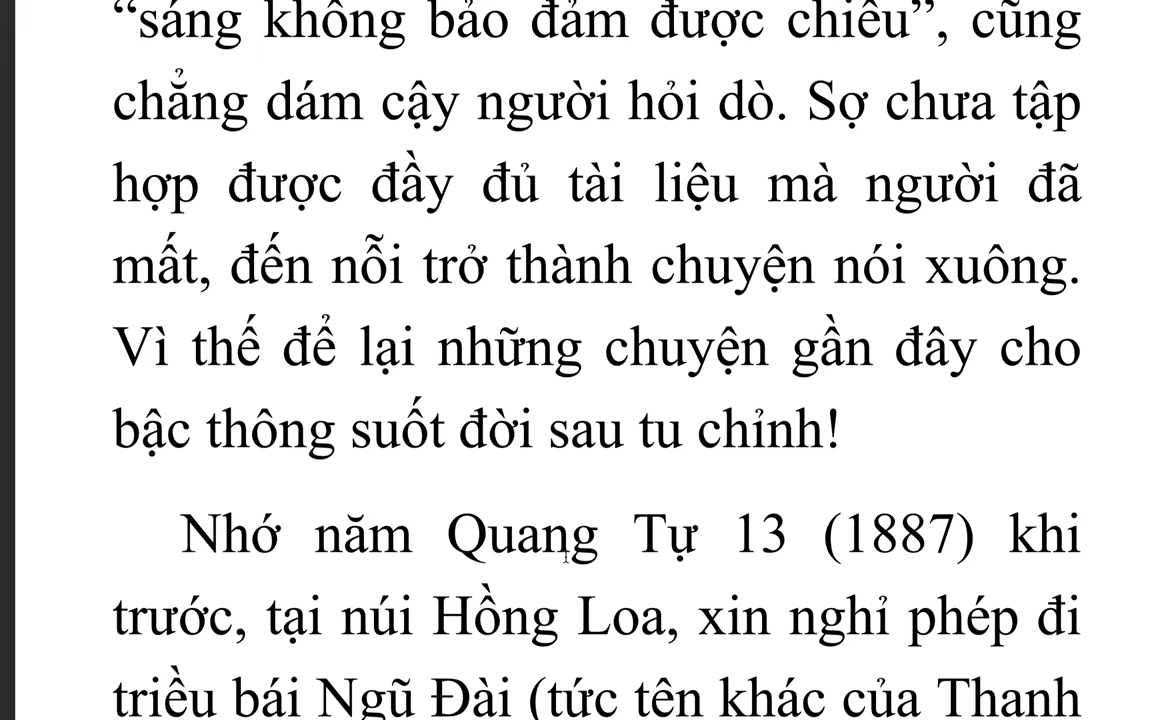 “sáng không bảo đảm được chiều”, cũng
chẳng dám cậy người hỏi dò. Sợ chưa tập
hợp được đầy đủ tài liệu mà người đã
mất, đến nỗi trở thành chuyện nói xuông.
Vì thế để lại những chuyện gần đây cho
bậc thông suốt đời sau tu chỉnh!
Nhớ năm Quang Tự 13 (1887) khi
trước, tại núi Hồng Loa, xin nghỉ phép đi
triều bái Ngũ Đài (tức tên khác của Thanh